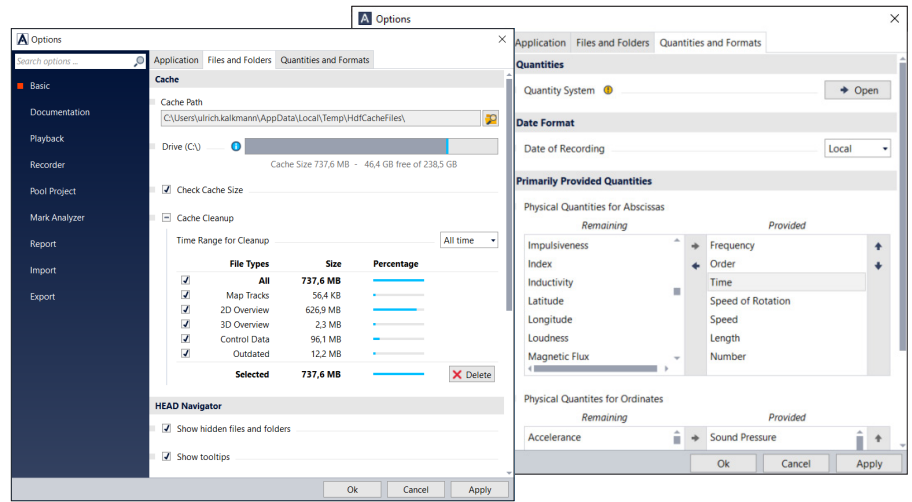 Options
Search options ...
Basic
Documentation
Playback
Recorder
Pool Project
Mark Analyzer
Report
Import
Export
Application Files and Folders Quantities and Formats
Cache
Cache Path
C:\Users\ulrich.kalkmann\AppData\Local\Temp\HdfCacheFiles\
Drive (C:\)
Cache Size 737,6 MB - 46,4 GB free of 238,5 GB
Check Cache Size
Cache Cleanup
Time Range for Cleanup All time
File Types Size Percentage
All 737,6 MB
Map Tracks 56,4 KB
2D Overview 626,9 MB
3D Overview 2,3 MB
Control Data 96,1 MB
Outdated 12,2 MB
Selected 737,6 MB Delete
HEAD Navigator
Show hidden files and folders
Show tooltips
Ok Cancel Apply
Options
Application Files and Folders Quantities and Formats
Quantities
Quantity System Open
Date Format
Date of Recording Local
Primarily Provided Quantities
Physical Quantities for Abscissas
Remaining Provided
Impulsiveness Frequency
Index Order
Inductivity Time
Latitude Speed of Rotation
Longitude Speed
Loudness Length
Magnetic Flux Number
Physical Quantites for Ordinates
Remaining Provided
Accelerance Sound Pressure
Ok Cancel Apply